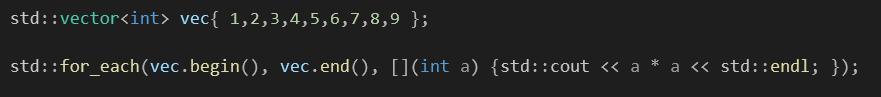 std::vector<int> vec{ 1,2,3,4,5,6,7,8,9 };
std::for_each(vec.begin(), vec.end(), [](int a) {std::cout << a * a << std::endl; });